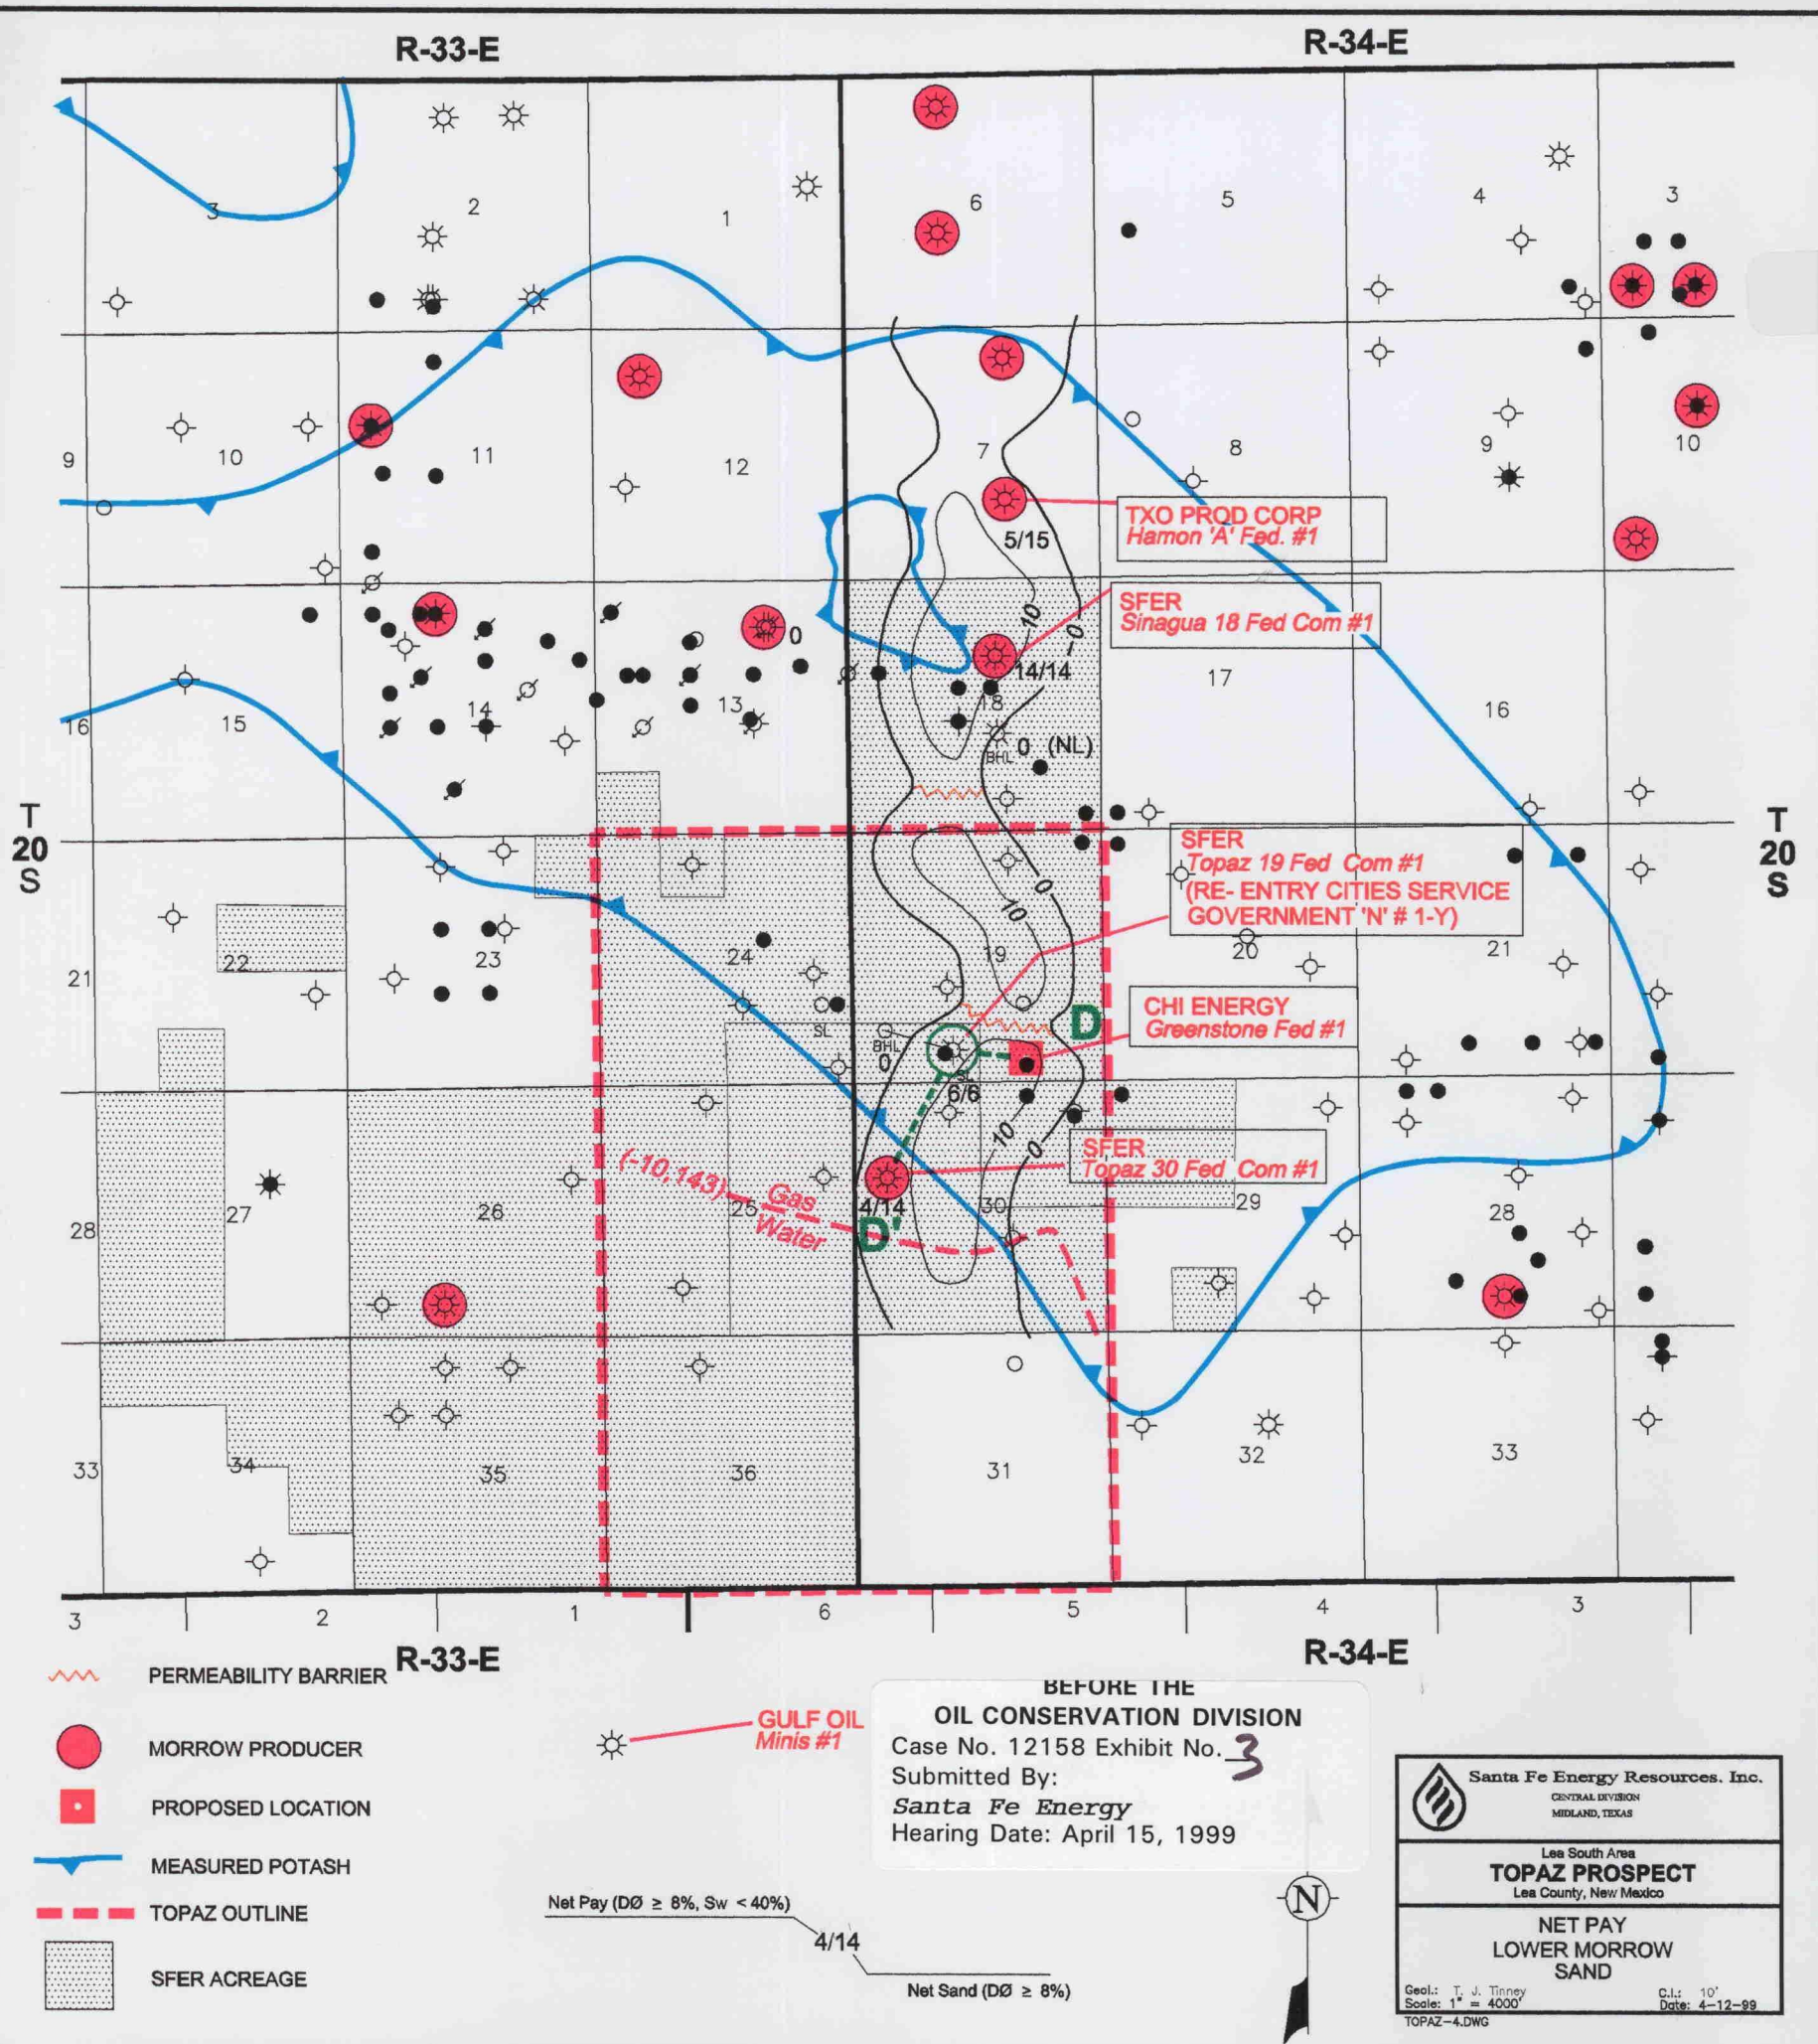 R-33-E
R-34-E
3
2
1
6
5
4
3
9
10
11
12
7
8
9
10
TXO PROD CORP
Hamon 'A' Fed. #1
5/15
10
0
SFER
Sinagua 18 Fed Com #1
0
14/14
16
15
14
13
18
17
16
BHL
0 (NL)
T
20
S
T
20
S
SFER
Topaz 19 Fed Com #1
(RE- ENTRY CITIES SERVICE
GOVERNMENT 'N' # 1-Y)
0
10
21
22
23
24
19
20
21
CHI ENERGY
Greenstone Fed #1
D
SL
BHL
0
SL
6/6
10
0
SFER
Topaz 30 Fed Com #1
(-10,143)
Gas
Water
4/14
D'
28
27
26
25
30
29
28
33
34
35
36
31
32
33
3
2
1
6
5
4
3
R-33-E
R-34-E
PERMEABILITY BARRIER
MORROW PRODUCER
PROPOSED LOCATION
MEASURED POTASH
TOPAZ OUTLINE
SFER ACREAGE
GULF OIL
Minis #1
BEFORE THE
OIL CONSERVATION DIVISION
Case No. 12158 Exhibit No. 3
Submitted By:
Santa Fe Energy
Hearing Date: April 15, 1999
Net Pay (DØ ≥ 8%, Sw < 40%)
4/14
Net Sand (DØ ≥ 8%)
N
Santa Fe Energy Resources. Inc.
CENTRAL DIVISION
MIDLAND, TEXAS
Lea South Area
TOPAZ PROSPECT
Lea County, New Mexico
NET PAY
LOWER MORROW
SAND
Geol.: T. J. Tinney
C.I.: 10'
Scale: 1" = 4000'
Date: 4-12-99
TOPAZ-4.DWG